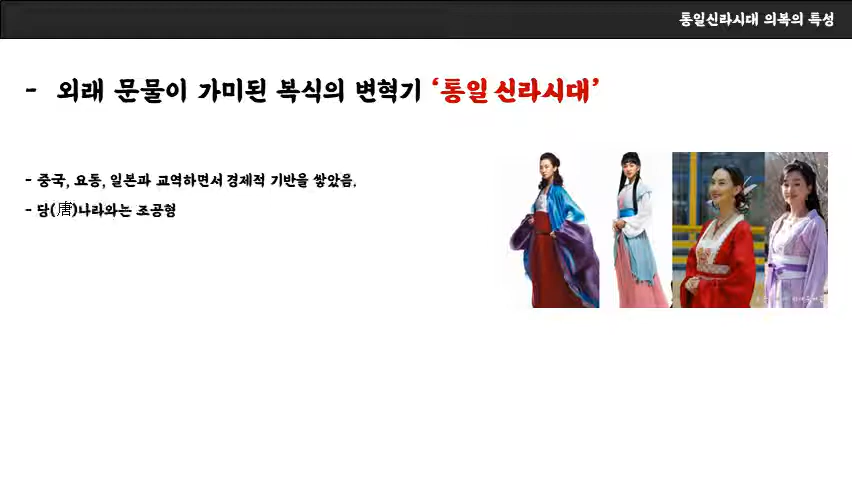 통일신라시대 의복의 특성
- 외래 문물이 가미된 복식의 변혁기 ‘통일 신라시대’
- 중국, 요동, 일본과 교역하면서 경제적 기반을 쌓았음.
- 당(唐)나라와는 조공형